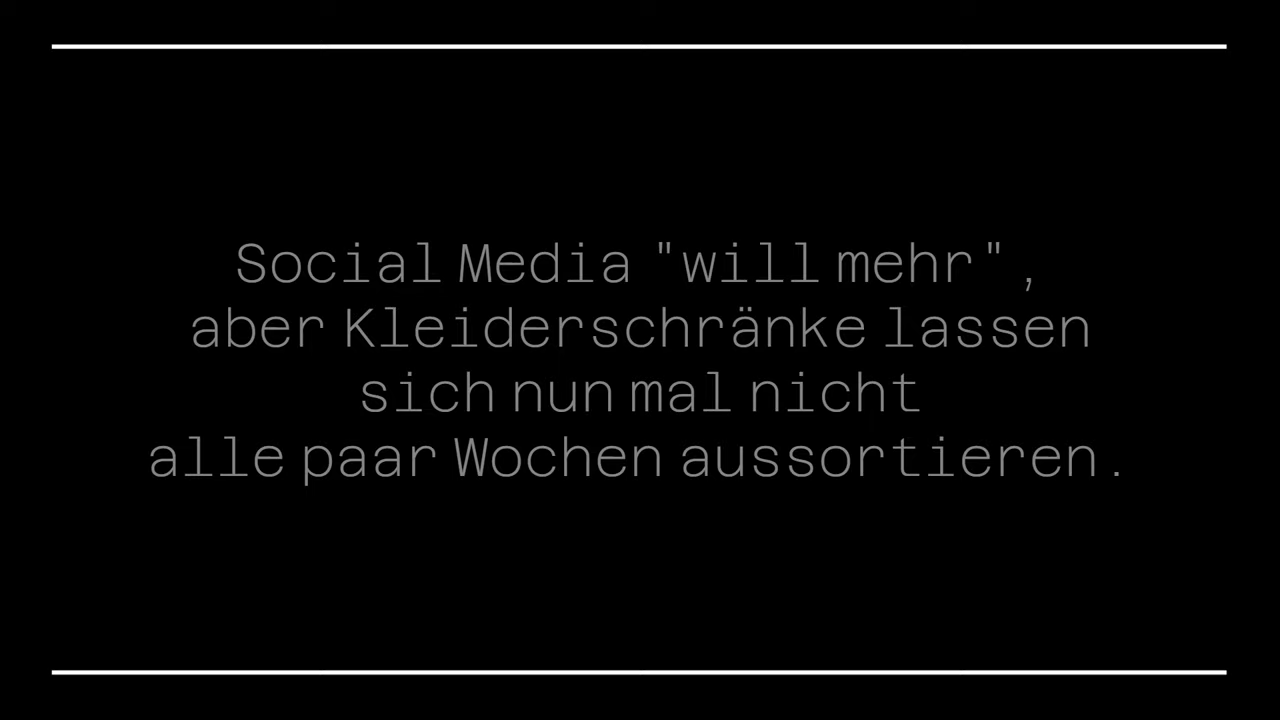 Social Media "will mehr",
aber Kleiderschränke lassen
sich nun mal nicht
alle paar Wochen aussortieren.